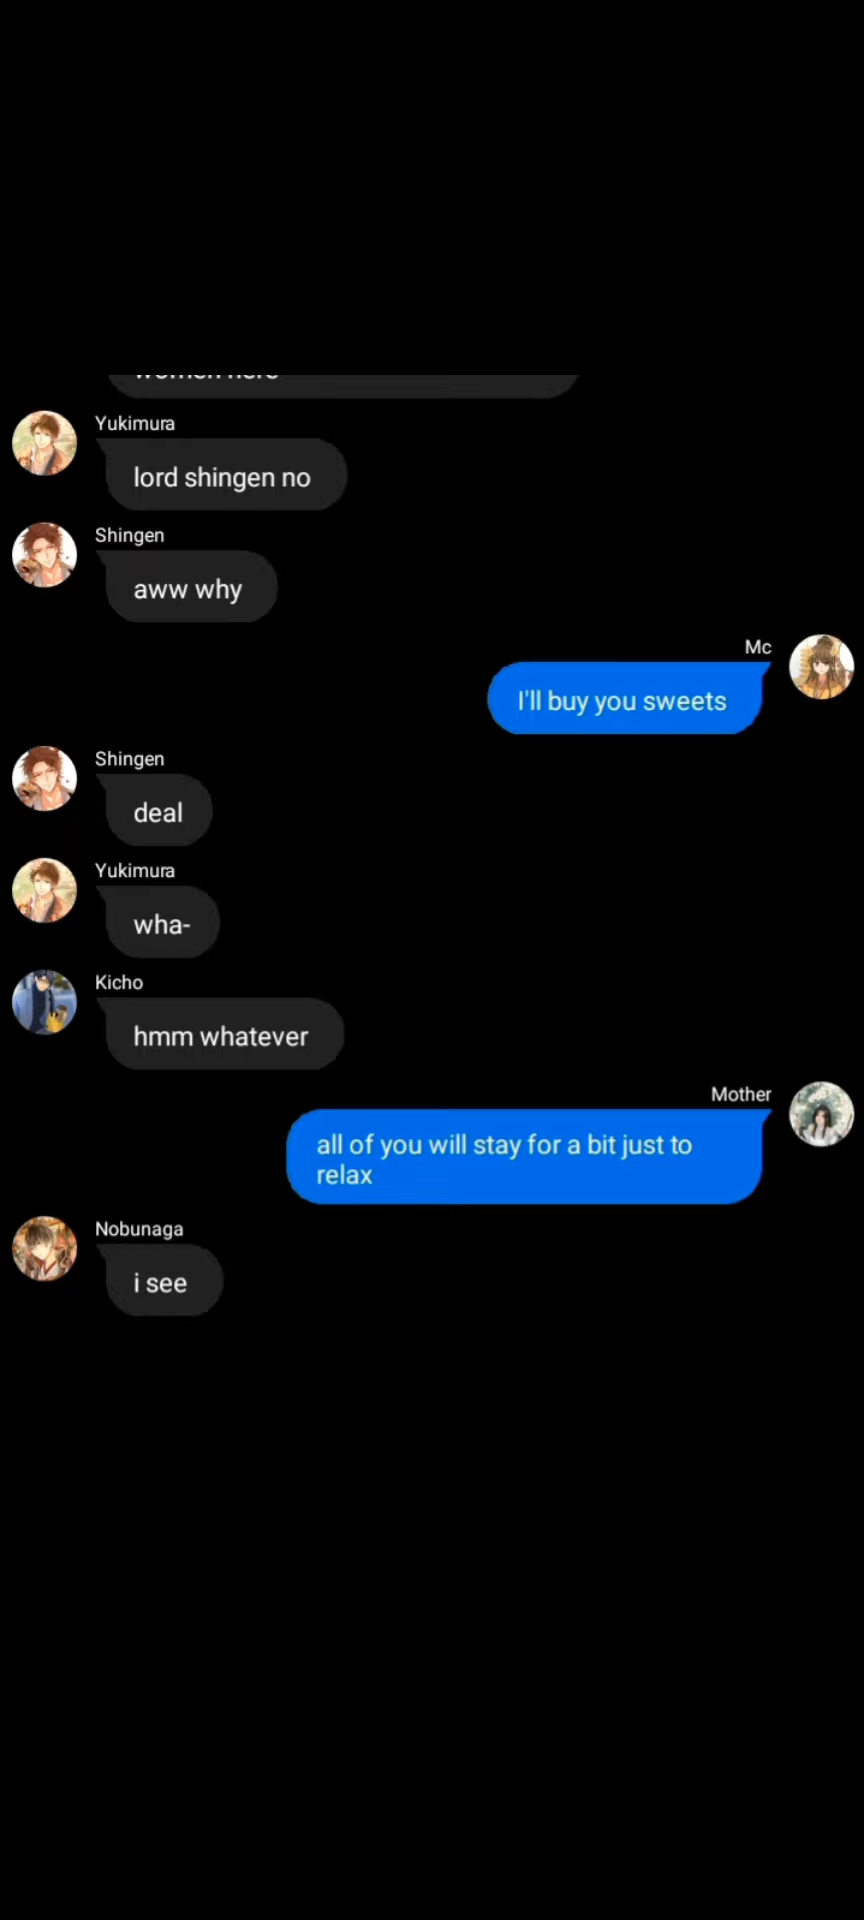 Yukimura
lord shingen no
Shingen
aww why
Mc
I'll buy you sweets
Shingen
deal
Yukimura
wha-
Kicho
hmm whatever
Mother
all of you will stay for a bit just to
relax
Nobunaga
i see